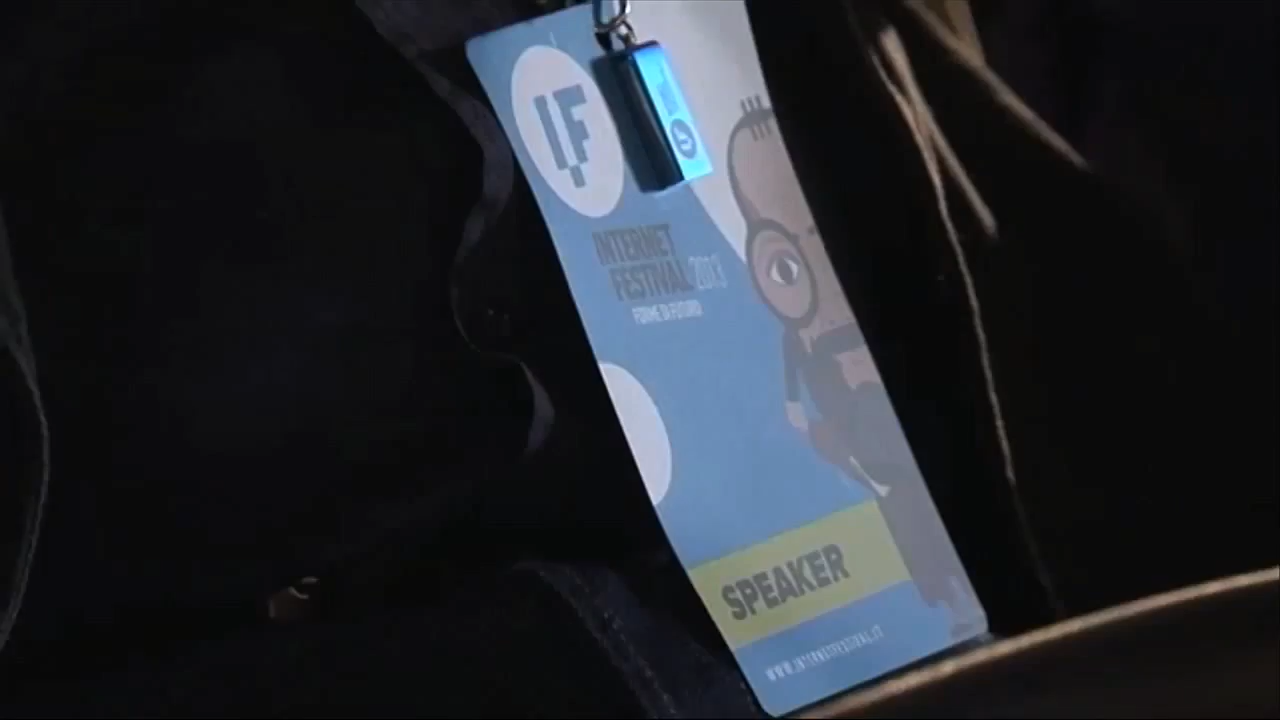 IF
INTERNET
FESTIVAL 2013
FORME DI FUTURO
SPEAKER
WWW.INTERNETFESTIVAL.IT